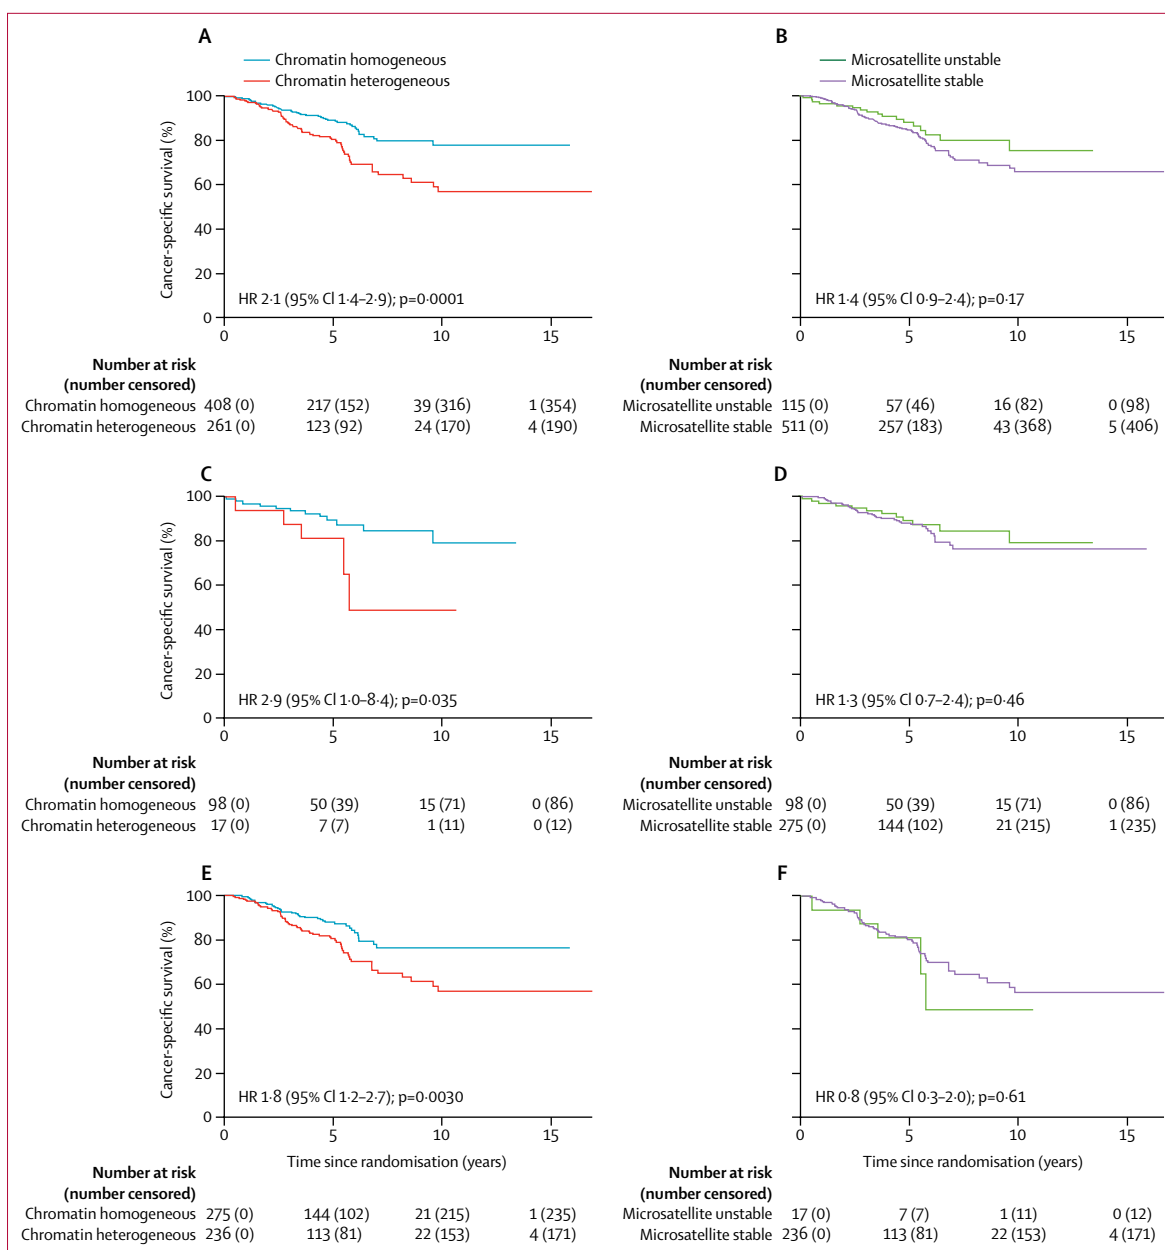 A
Chromatin homogeneous
Chromatin heterogeneous
Cancer-specific survival (%)
100
80
60
40
20
0
HR 2·1 (95% CI 1·4–2·9); p=0·0001
0 5 10 15
Number at risk
(number censored)
Chromatin homogeneous 408 (0) 217 (152) 39 (316) 1 (354)
Chromatin heterogeneous 261 (0) 123 (92) 24 (170) 4 (190)
B
Microsatellite unstable
Microsatellite stable
HR 1·4 (95% CI 0·9–2·4); p=0·17
0 5 10 15
Number at risk
(number censored)
Microsatellite unstable 115 (0) 57 (46) 16 (82) 0 (98)
Microsatellite stable 511 (0) 257 (183) 43 (368) 5 (406)
C
Cancer-specific survival (%)
100
80
60
40
20
0
HR 2·9 (95% CI 1·0–8·4); p=0·035
0 5 10 15
Number at risk
(number censored)
Chromatin homogeneous 98 (0) 50 (39) 15 (71) 0 (86)
Chromatin heterogeneous 17 (0) 7 (7) 1 (11) 0 (12)
D
HR 1·3 (95% CI 0·7–2·4); p=0·46
0 5 10 15
Number at risk
(number censored)
Microsatellite unstable 98 (0) 50 (39) 15 (71) 0 (86)
Microsatellite stable 275 (0) 144 (102) 21 (215) 1 (235)
E
Cancer-specific survival (%)
100
80
60
40
20
0
HR 1·8 (95% CI 1·2–2·7); p=0·0030
0 5 10 15
Time since randomisation (years)
Number at risk
(number censored)
Chromatin homogeneous 275 (0) 144 (102) 21 (215) 1 (235)
Chromatin heterogeneous 236 (0) 113 (81) 22 (153) 4 (171)
F
HR 0·8 (95% CI 0·3–2·0); p=0·61
0 5 10 15
Time since randomisation (years)
Number at risk
(number censored)
Microsatellite unstable 17 (0) 7 (7) 1 (11) 0 (12)
Microsatellite stable 236 (0) 113 (81) 22 (153) 4 (171)